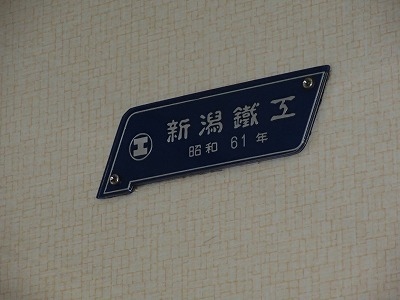 新潟鐵工
昭和 61 年